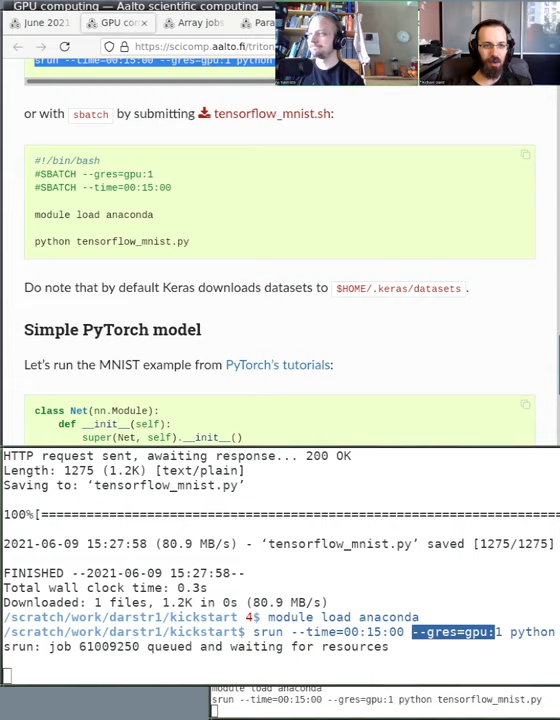 GPU computing — Aalto scientific computing —
June 2021
GPU com
Array jobs
Para
https://scicomp.aalto.fi/triton
srun --time=00:15:00 --gres=gpu:1 python
or with sbatch by submitting tensorflow_mnist.sh:
#!/bin/bash
#SBATCH --gres=gpu:1
#SBATCH --time=00:15:00
module load anaconda
python tensorflow_mnist.py
Do note that by default Keras downloads datasets to $HOME/.keras/datasets.
Simple PyTorch model
Let's run the MNIST example from PyTorch's tutorials:
class Net(nn.Module):
def __init__(self):
super(Net, self).__init__()
HTTP request sent, awaiting response... 200 OK
Length: 1275 (1.2K) [text/plain]
Saving to: ‘tensorflow_mnist.py’
100%[===========================================================
2021-06-09 15:27:58 (80.9 MB/s) - ‘tensorflow_mnist.py’ saved [1275/1275]
FINISHED --2021-06-09 15:27:58--
Total wall clock time: 0.3s
Downloaded: 1 files, 1.2K in 0s (80.9 MB/s)
/scratch/work/darstr1/kickstart 4$ module load anaconda
/scratch/work/darstr1/kickstart$ srun --time=00:15:00 --gres=gpu:1 python
srun: job 61009250 queued and waiting for resources
module load anaconda
srun --time=00:15:00 --gres=gpu:1 python tensorflow_mnist.py